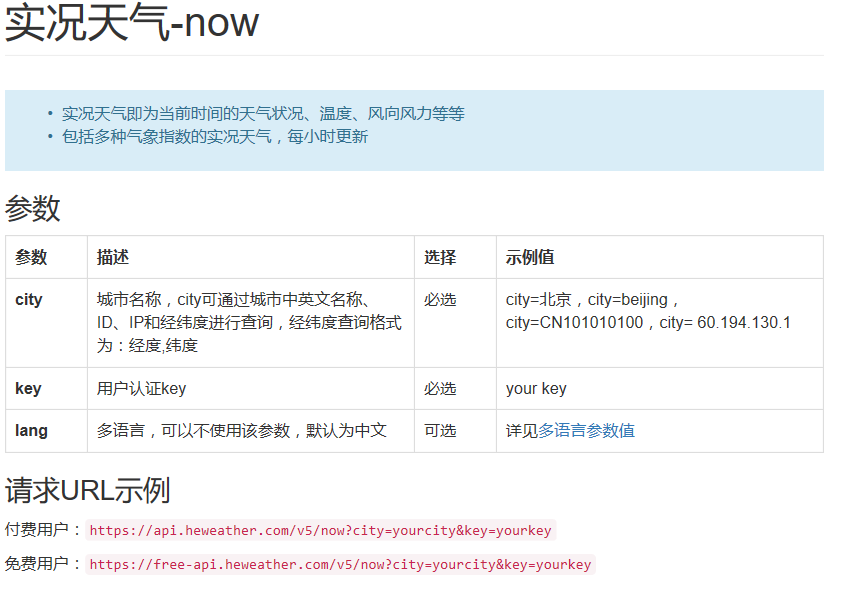 实况天气-now
• 实况天气即为当前时间的天气状况、温度、风向风力等等
• 包括多种气象指数的实况天气，每小时更新
参数
参数 描述 选择 示例值
city 城市名称，city可通过城市中英文名称、 必选 city=北京，city=beijing，
ID、IP和经纬度进行查询，经纬度查询格式 city=CN101010100，city= 60.194.130.1
为：经度,纬度
key 用户认证key 必选 your key
lang 多语言，可以不使用该参数，默认为中文 可选 详见多语言参数值
请求URL示例
付费用户： https://api.heweather.com/v5/now?city=yourcity&key=yourkey
免费用户： https://free-api.heweather.com/v5/now?city=yourcity&key=yourkey